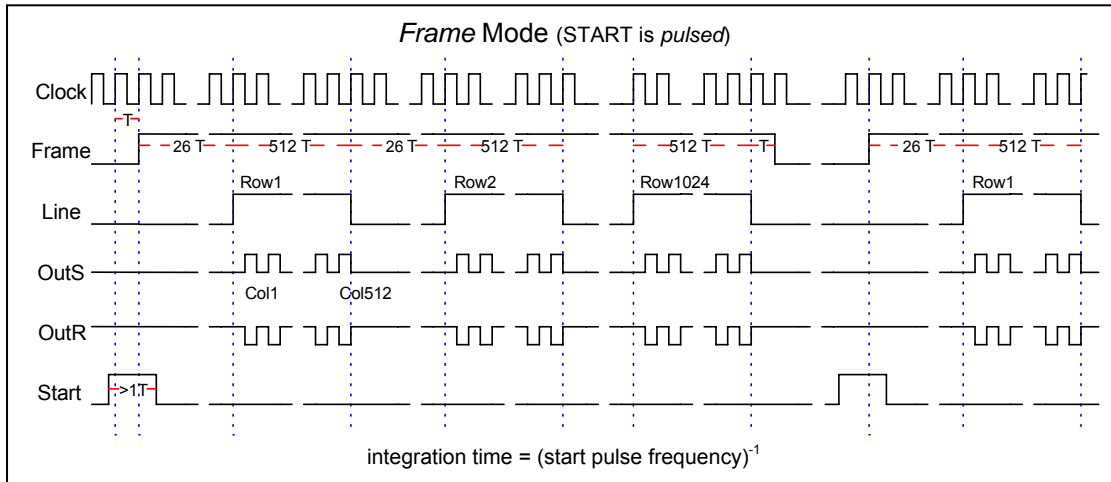 Frame Mode (START is pulsed)
Clock
T
Frame
26 T 512 T 26 T 512 T 512 T T 26 T 512 T
Row1 Row2 Row1024 Row1
Line
OutS
Col1 Col512
OutR
Start
>1T
integration time = (start pulse frequency)-1